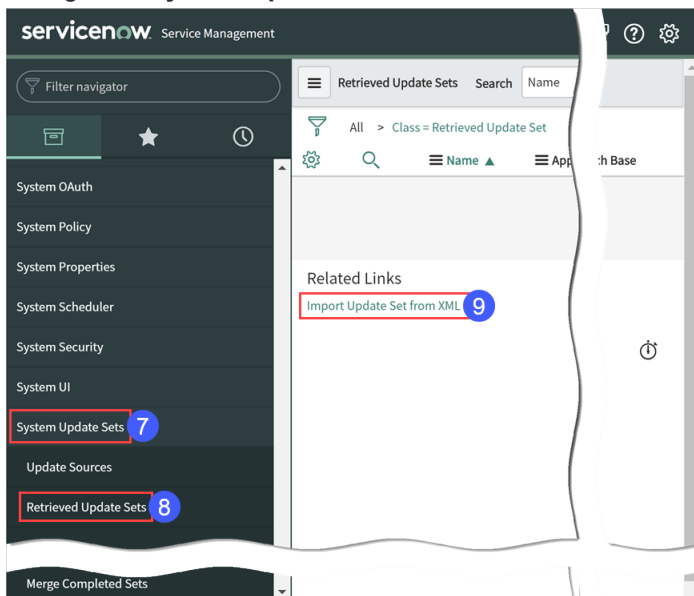 servicenow Service Management
Filter navigator
System OAuth
System Policy
System Properties
System Scheduler
System Security
System UI
System Update Sets 7
Update Sources
Retrieved Update Sets 8
Merge Completed Sets
Retrieved Update Sets Search Name
All > Class = Retrieved Update Set
Name ▲ Base
Related Links
Import Update Set from XML 9